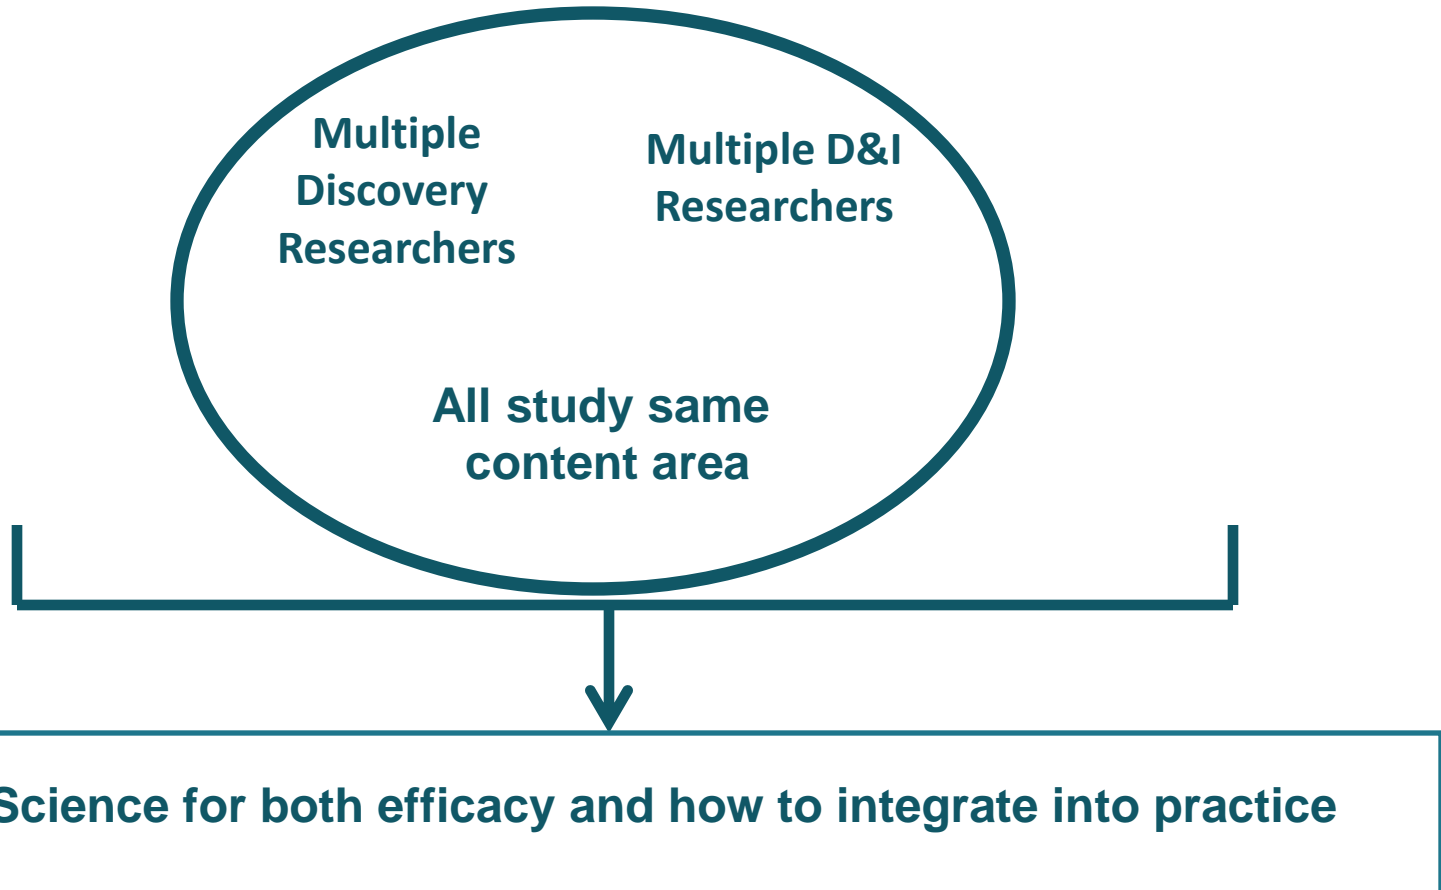 Multiple
Discovery
Researchers
Multiple D&I
Researchers
All study same
content area
Science for both efficacy and how to integrate into practice